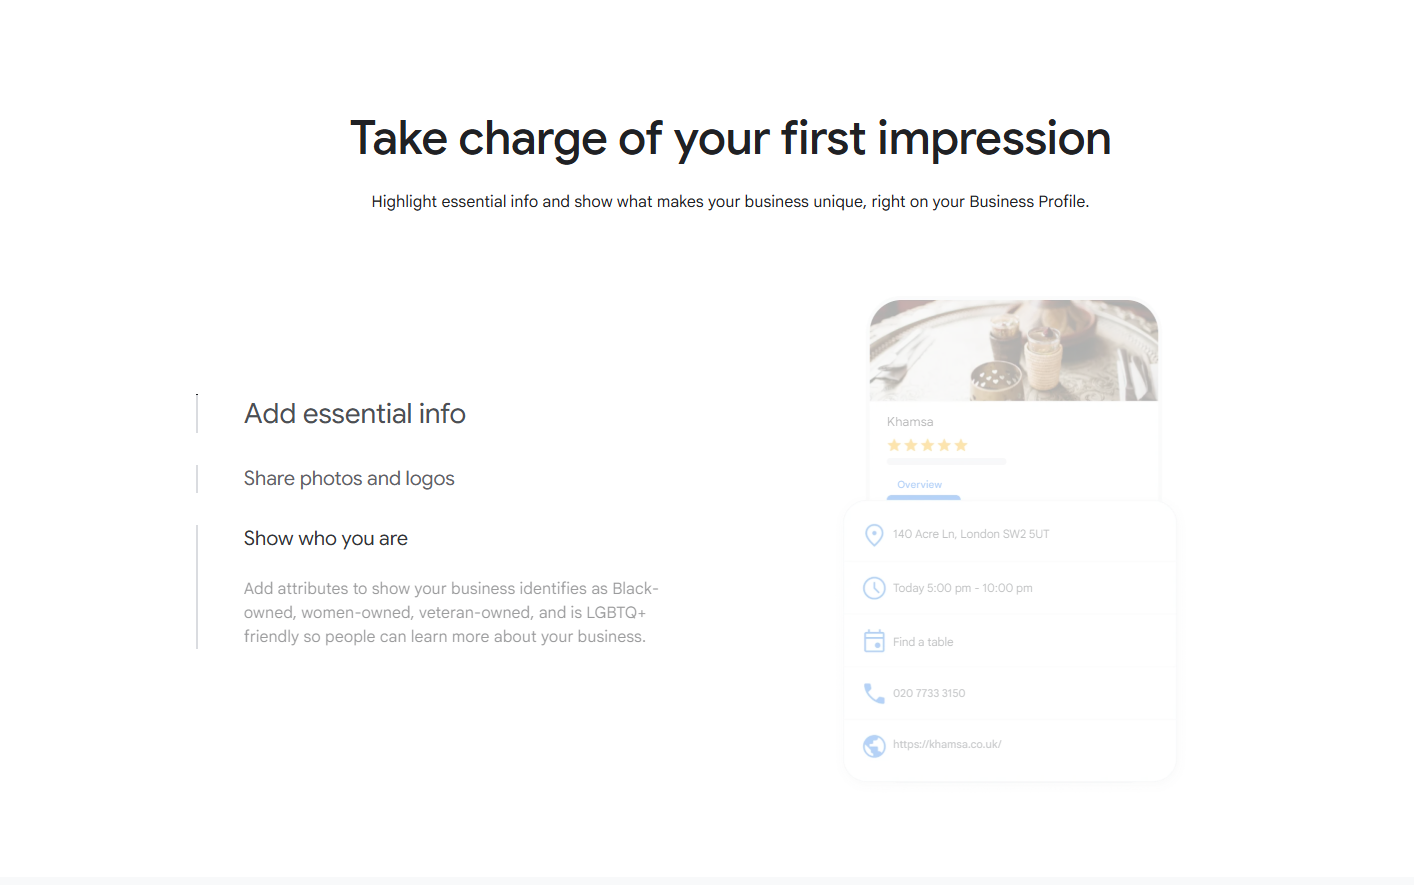 Take charge of your first impression
Highlight essential info and show what makes your business unique, right on your Business Profile.
Add essential info
Share photos and logos
Show who you are
Add attributes to show your business identifies as Black-
owned, women-owned, veteran-owned, and is LGBTQ+
friendly so people can learn more about your business.
Khamsa
Overview
140 Acre Ln, London SW2 5UT
Today 5:00 pm - 10:00 pm
Find a table
020 7733 3150
https://khamsa.co.uk/